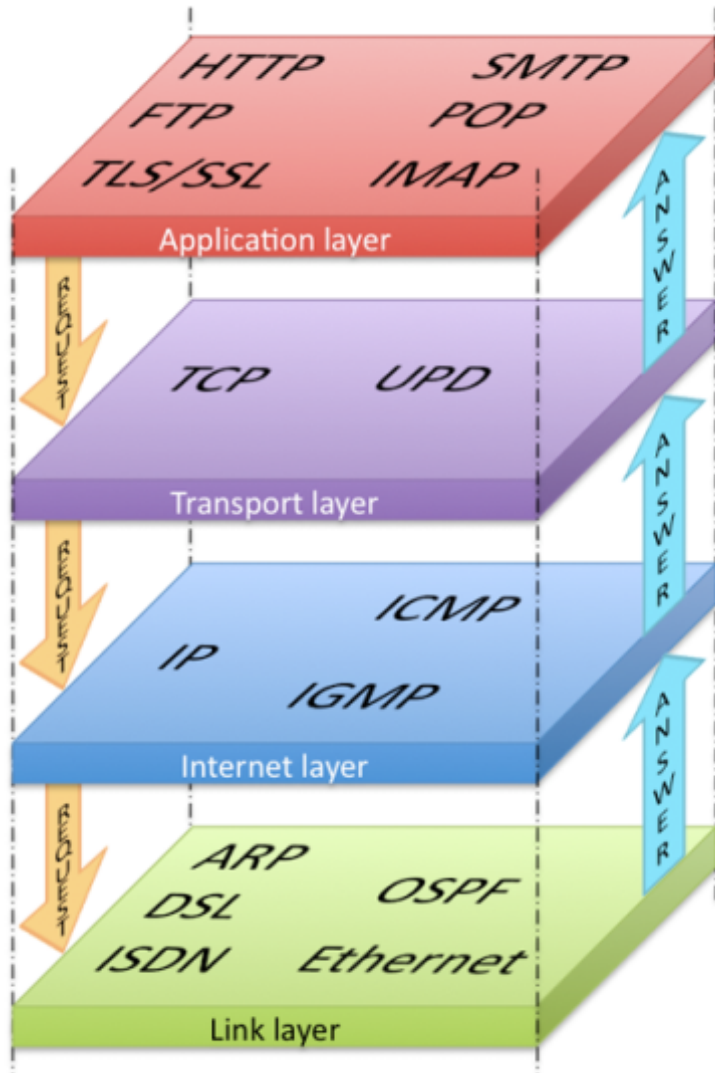 HTTP SMTP
FTP POP
TLS/SSL IMAP
Application layer
REQUEST
ANSWER
TCP UPD
Transport layer
REQUEST
ANSWER
ICMP
IP
IGMP
Internet layer
REQUEST
ANSWER
ARP
OSPF
DSL
ISDN Ethernet
Link layer